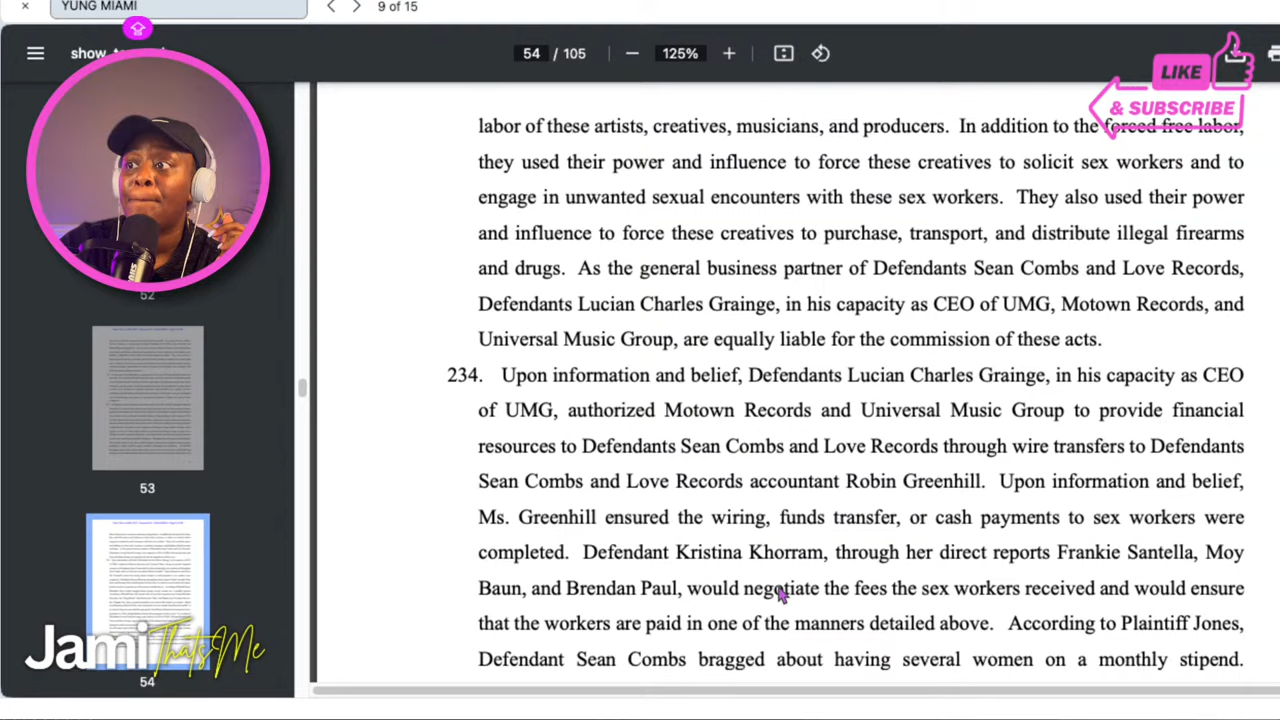 YUNG MIAMI
9 of 15
54 / 105
125%
LIKE
& SUBSCRIBE
labor of these artists, creatives, musicians, and producers. In addition to the forced free labor,
they used their power and influence to force these creatives to solicit sex workers and to
engage in unwanted sexual encounters with these sex workers. They also used their power
and influence to force these creatives to purchase, transport, and distribute illegal firearms
and drugs. As the general business partner of Defendants Sean Combs and Love Records,
Defendants Lucian Charles Grainge, in his capacity as CEO of UMG, Motown Records, and
Universal Music Group, are equally liable for the commission of these acts.
234. Upon information and belief, Defendants Lucian Charles Grainge, in his capacity as CEO
of UMG, authorized Motown Records and Universal Music Group to provide financial
resources to Defendants Sean Combs and Love Records through wire transfers to Defendants
Sean Combs and Love Records accountant Robin Greenhill. Upon information and belief,
Ms. Greenhill ensured the wiring, funds transfer, or cash payments to sex workers were
completed. Defendant Kristina Khorram, through her direct reports Frankie Santella, Moy
Baun, and Brendan Paul, would negotiate the fees the sex workers received and would ensure
that the workers are paid in one of the manners detailed above. According to Plaintiff Jones,
Defendant Sean Combs bragged about having several women on a monthly stipend.
52
53
54
Jami ThatsMe